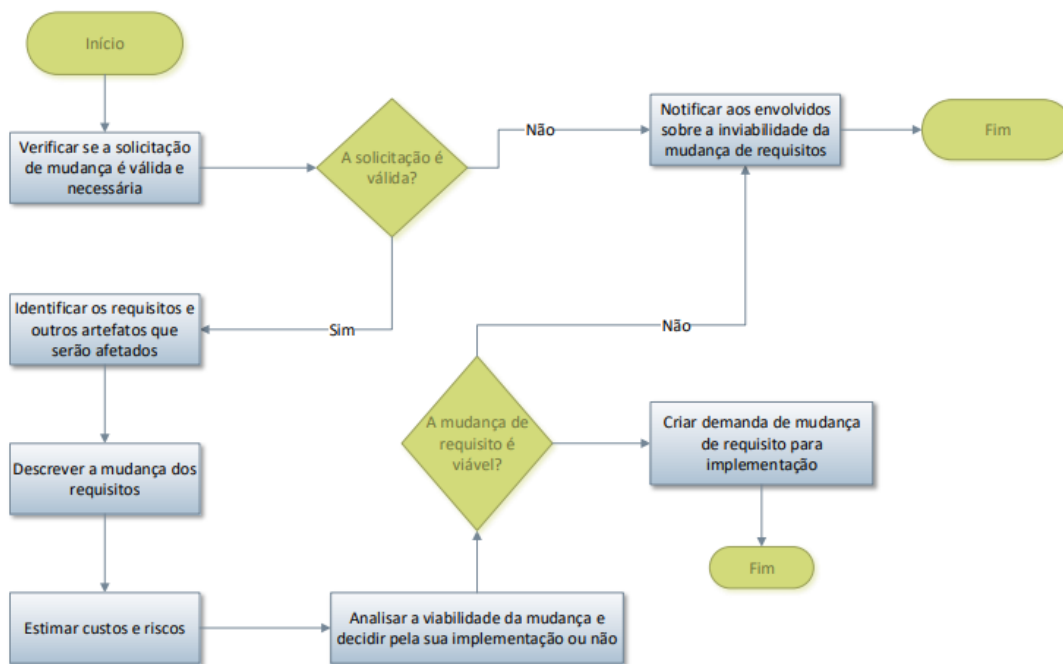 Início
Verificar se a solicitação
de mudança é válida e
necessária
A solicitação é
válida?
Não
Notificar aos envolvidos
sobre a inviabilidade da
mudança de requisitos
Fim
Sim
Identificar os requisitos e
outros artefatos que
serão afetados
Descrever a mudança dos
requisitos
Estimar custos e riscos
Analisar a viabilidade da mudança e
decidir pela sua implementação ou não
A mudança de
requisito é
viável?
Não
Criar demanda de mudança
de requisito para
implementação
Fim